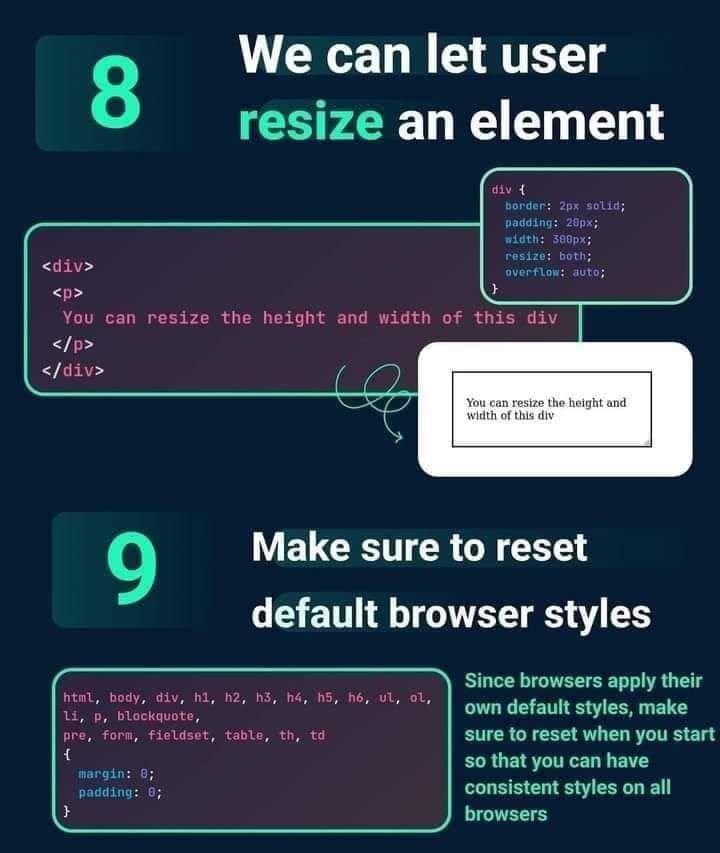 8
We can let user
resize an element
div {
border: 2px solid;
padding: 20px;
width: 300px;
resize: both;
overflow: auto;
}
<div>
<p>
You can resize the height and width of this div
</p>
</div>
You can resize the height and
width of this div
9
Make sure to reset
default browser styles
html, body, div, h1, h2, h3, h4, h5, h6, ul, ol,
li, p, blockquote,
pre, form, fieldset, table, th, td
{
margin: 0;
padding: 0;
}
Since browsers apply their
own default styles, make
sure to reset when you start
so that you can have
consistent styles on all
browsers